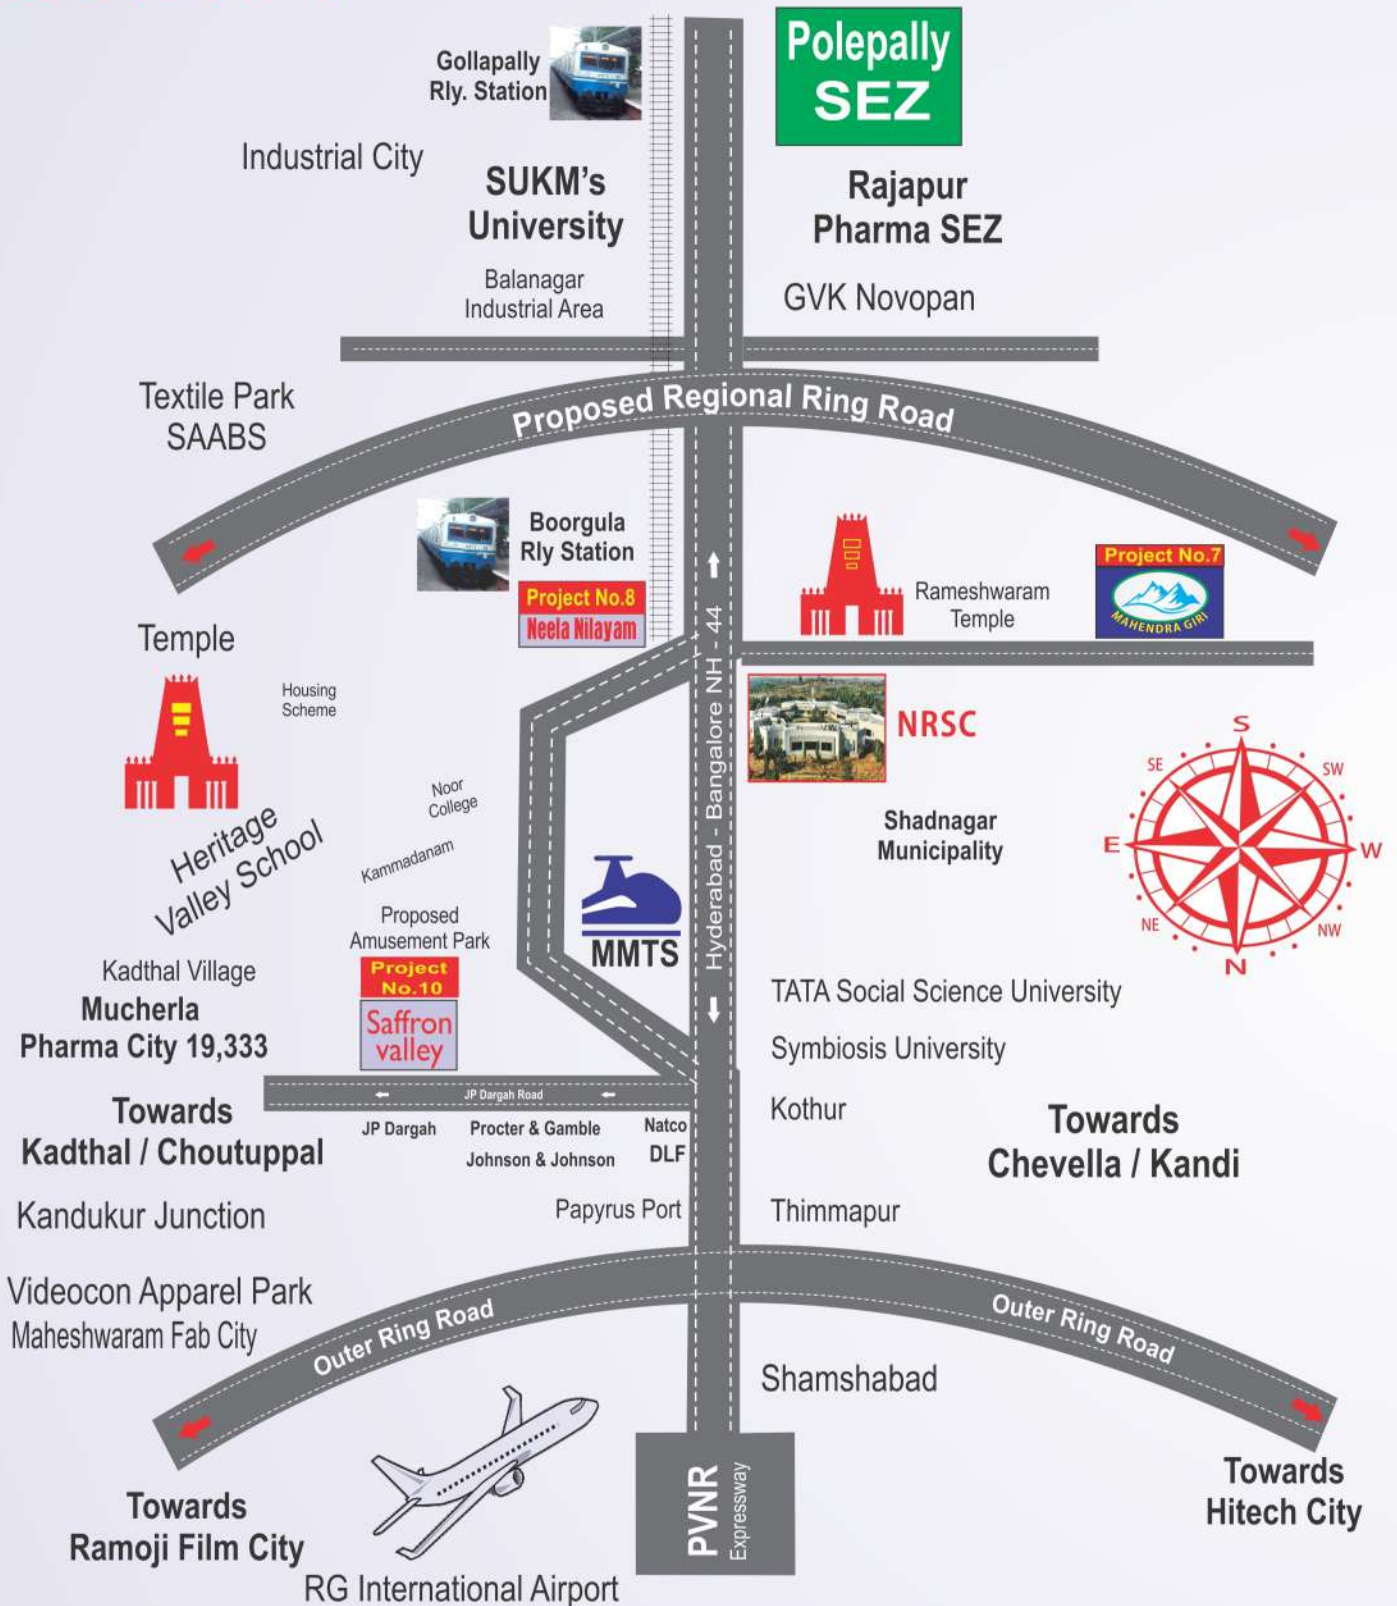 Gollapally
Rly. Station
Polepally
SEZ
Industrial City
SUKM's
University
Rajapur
Pharma SEZ
Balanagar
Industrial Area
GVK Novopan
Textile Park
SAABS
Proposed Regional Ring Road
Boorgula
Rly Station
Project No.8
Neela Nilayam
Rameshwaram
Temple
Project No.7
MAHENDRA GIRI
Temple
Housing
Scheme
Hyderabad - Bangalore NH - 44
NRSC
S
SE
SW
E
W
NE
NW
N
Noor
College
Heritage
Valley School
Kammadanam
Shadnagar
Municipality
MMTS
Proposed
Amusement Park
Project
No.10
Saffron
valley
Kadthal Village
Mucherla
Pharma City 19,333
TATA Social Science University
Symbiosis University
JP Dargah Road
Towards
Kadthal / Choutuppal
JP Dargah
Procter & Gamble
Johnson & Johnson
Natco
DLF
Kothur
Towards
Chevella / Kandi
Kandukur Junction
Papyrus Port
Thimmapur
Videocon Apparel Park
Maheshwaram Fab City
Outer Ring Road
Outer Ring Road
Shamshabad
PVNR
Expressway
Towards
Ramoji Film City
Towards
Hitech City
RG International Airport